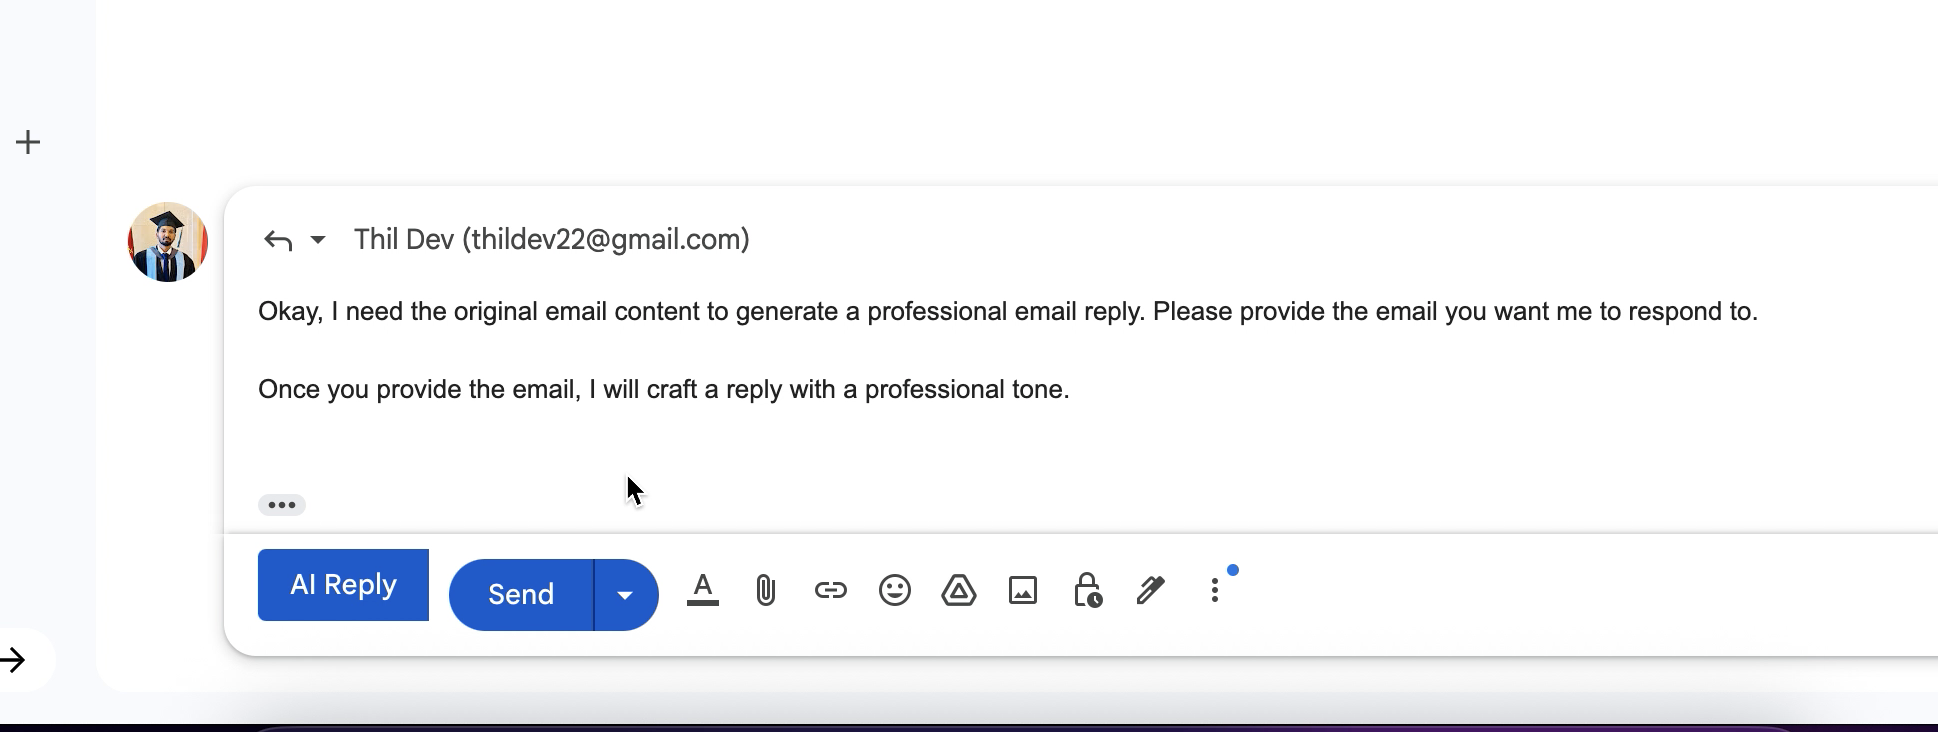 Thil Dev (thildev22@gmail.com)
Okay, I need the original email content to generate a professional email reply. Please provide the email you want me to respond to.
Once you provide the email, I will craft a reply with a professional tone.
AI Reply
Send